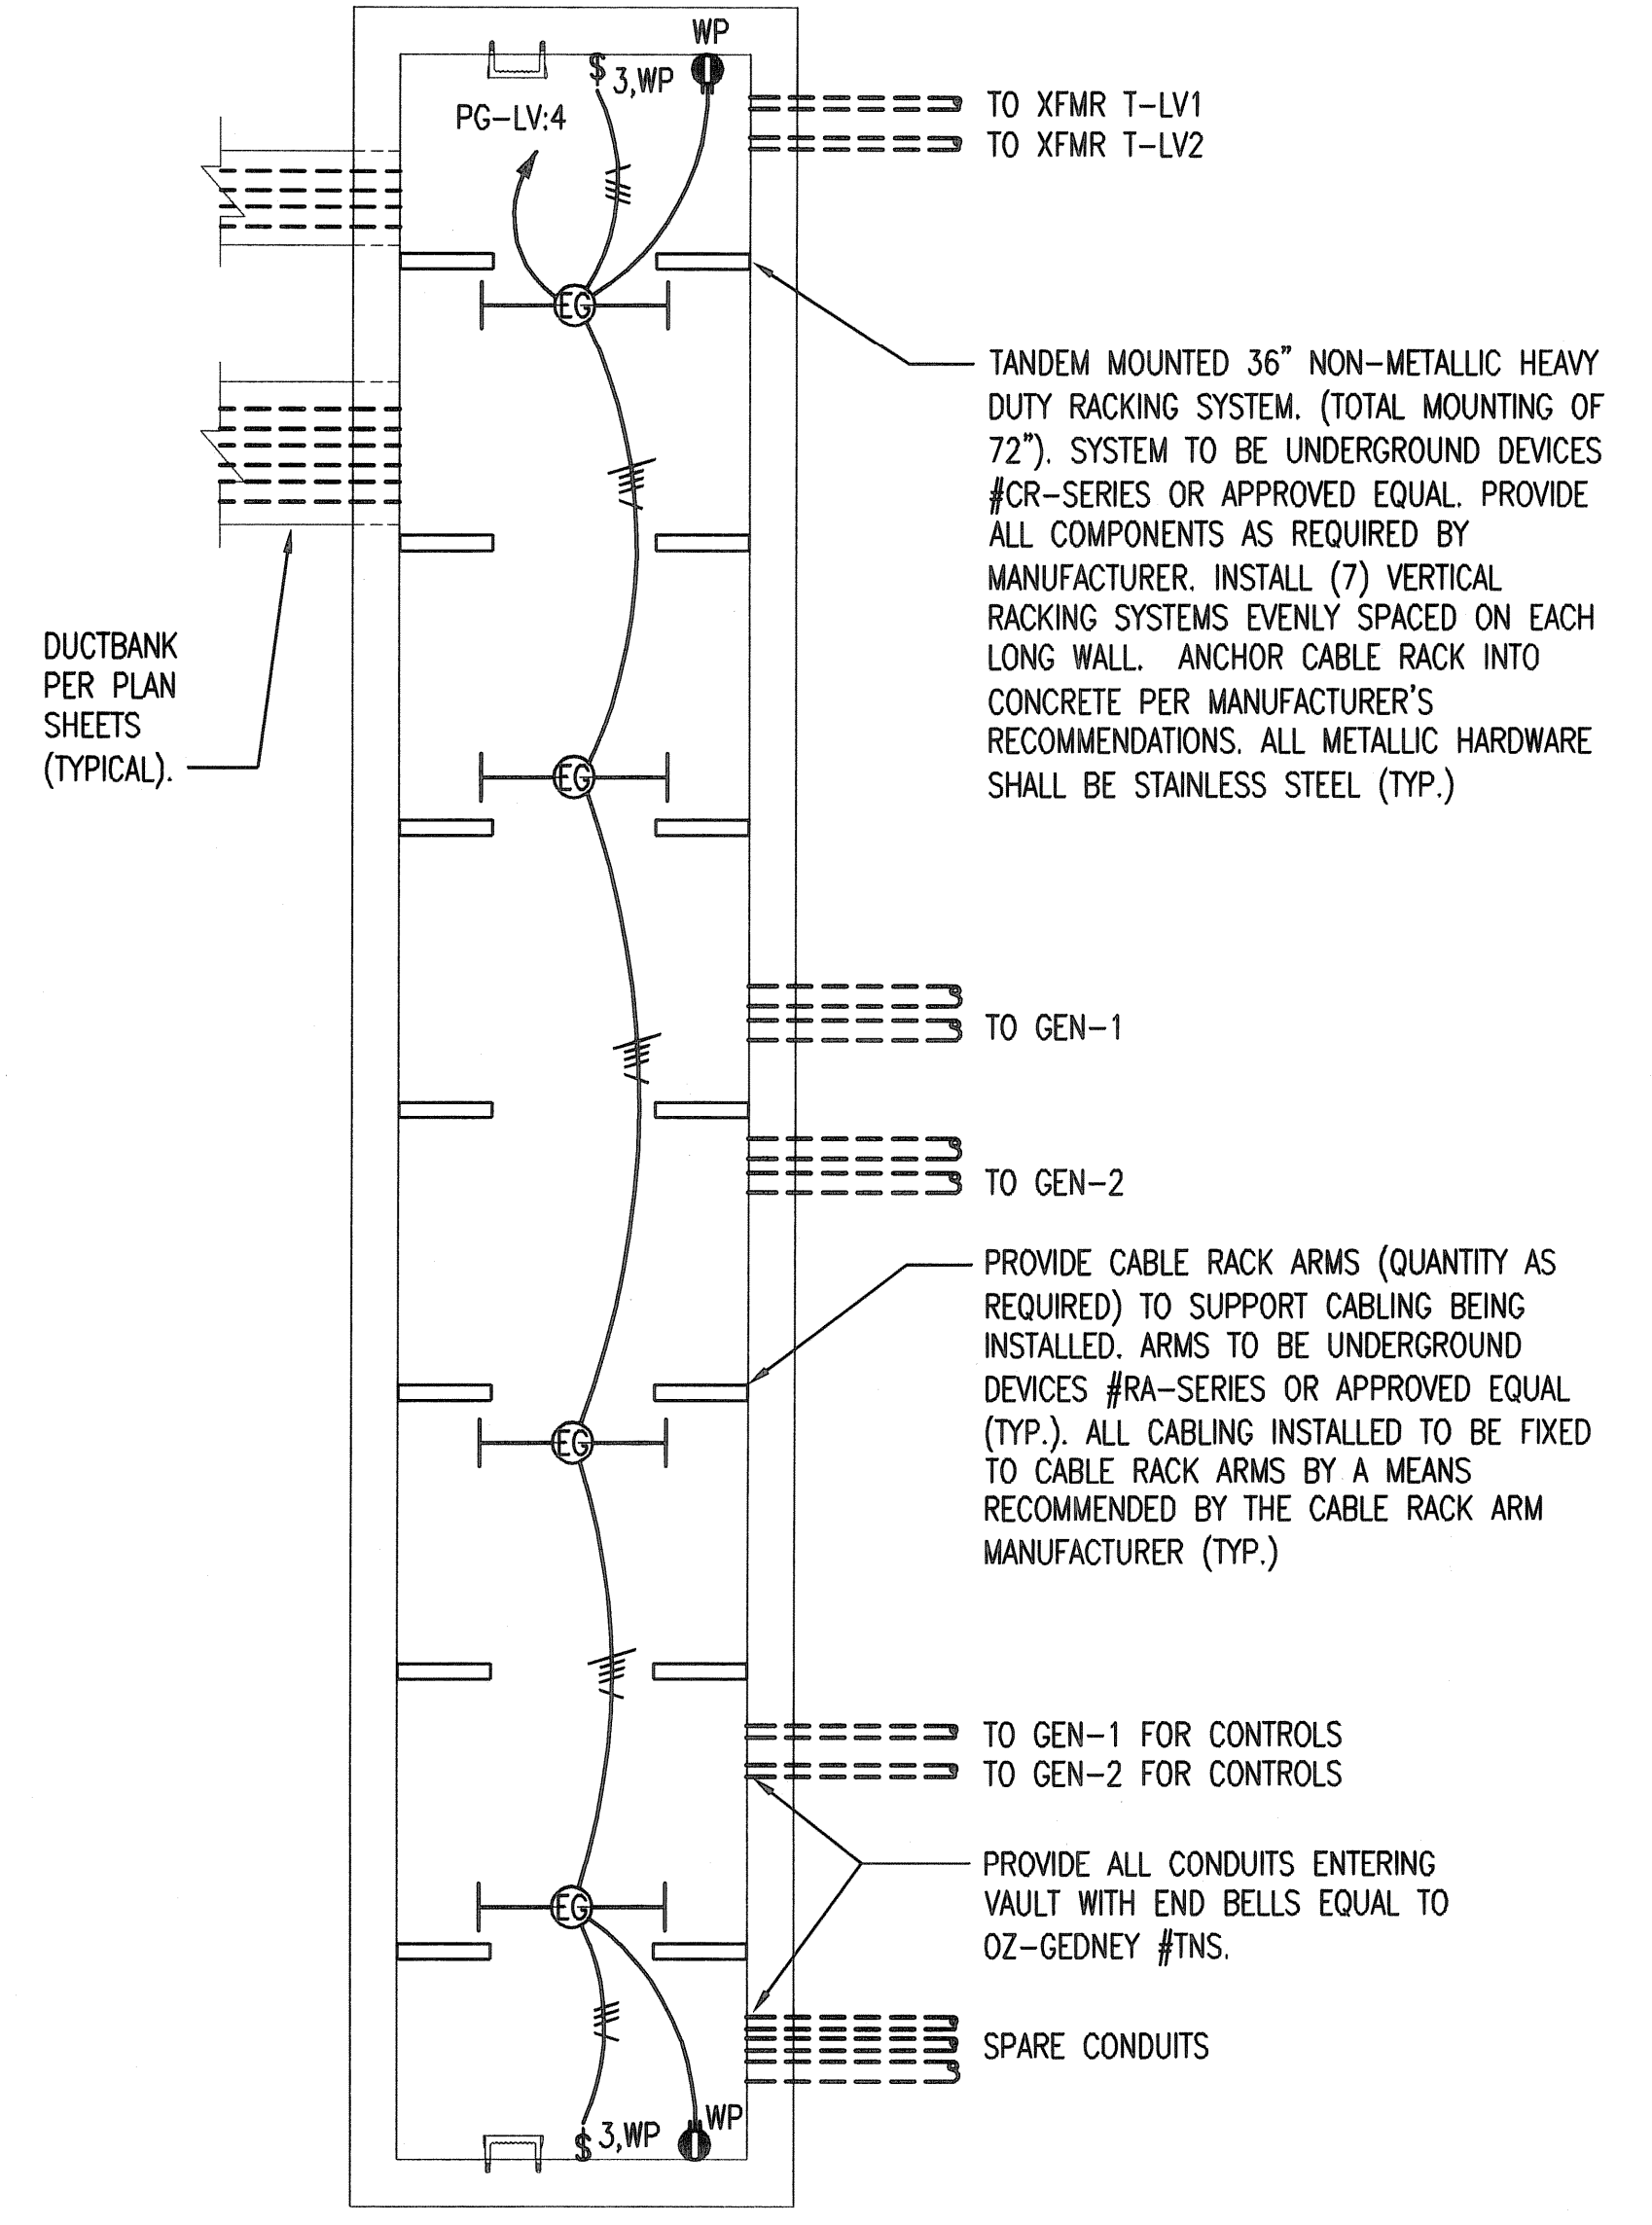 WP
$ 3,WP
PG-LV:4
TO XFMR T-LV1
TO XFMR T-LV2
EG
TANDEM MOUNTED 36" NON-METALLIC HEAVY
DUTY RACKING SYSTEM. (TOTAL MOUNTING OF
72"). SYSTEM TO BE UNDERGROUND DEVICES
#CR-SERIES OR APPROVED EQUAL. PROVIDE
ALL COMPONENTS AS REQUIRED BY
MANUFACTURER. INSTALL (7) VERTICAL
RACKING SYSTEMS EVENLY SPACED ON EACH
LONG WALL. ANCHOR CABLE RACK INTO
CONCRETE PER MANUFACTURER'S
RECOMMENDATIONS. ALL METALLIC HARDWARE
SHALL BE STAINLESS STEEL (TYP.)
DUCTBANK
PER PLAN
SHEETS
(TYPICAL).
EG
TO GEN-1
TO GEN-2
PROVIDE CABLE RACK ARMS (QUANTITY AS
REQUIRED) TO SUPPORT CABLING BEING
INSTALLED. ARMS TO BE UNDERGROUND
DEVICES #RA-SERIES OR APPROVED EQUAL
(TYP.). ALL CABLING INSTALLED TO BE FIXED
TO CABLE RACK ARMS BY A MEANS
RECOMMENDED BY THE CABLE RACK ARM
MANUFACTURER (TYP.)
EG
TO GEN-1 FOR CONTROLS
TO GEN-2 FOR CONTROLS
PROVIDE ALL CONDUITS ENTERING
VAULT WITH END BELLS EQUAL TO
OZ-GEDNEY #TNS.
EG
SPARE CONDUITS
$ 3,WP
WP